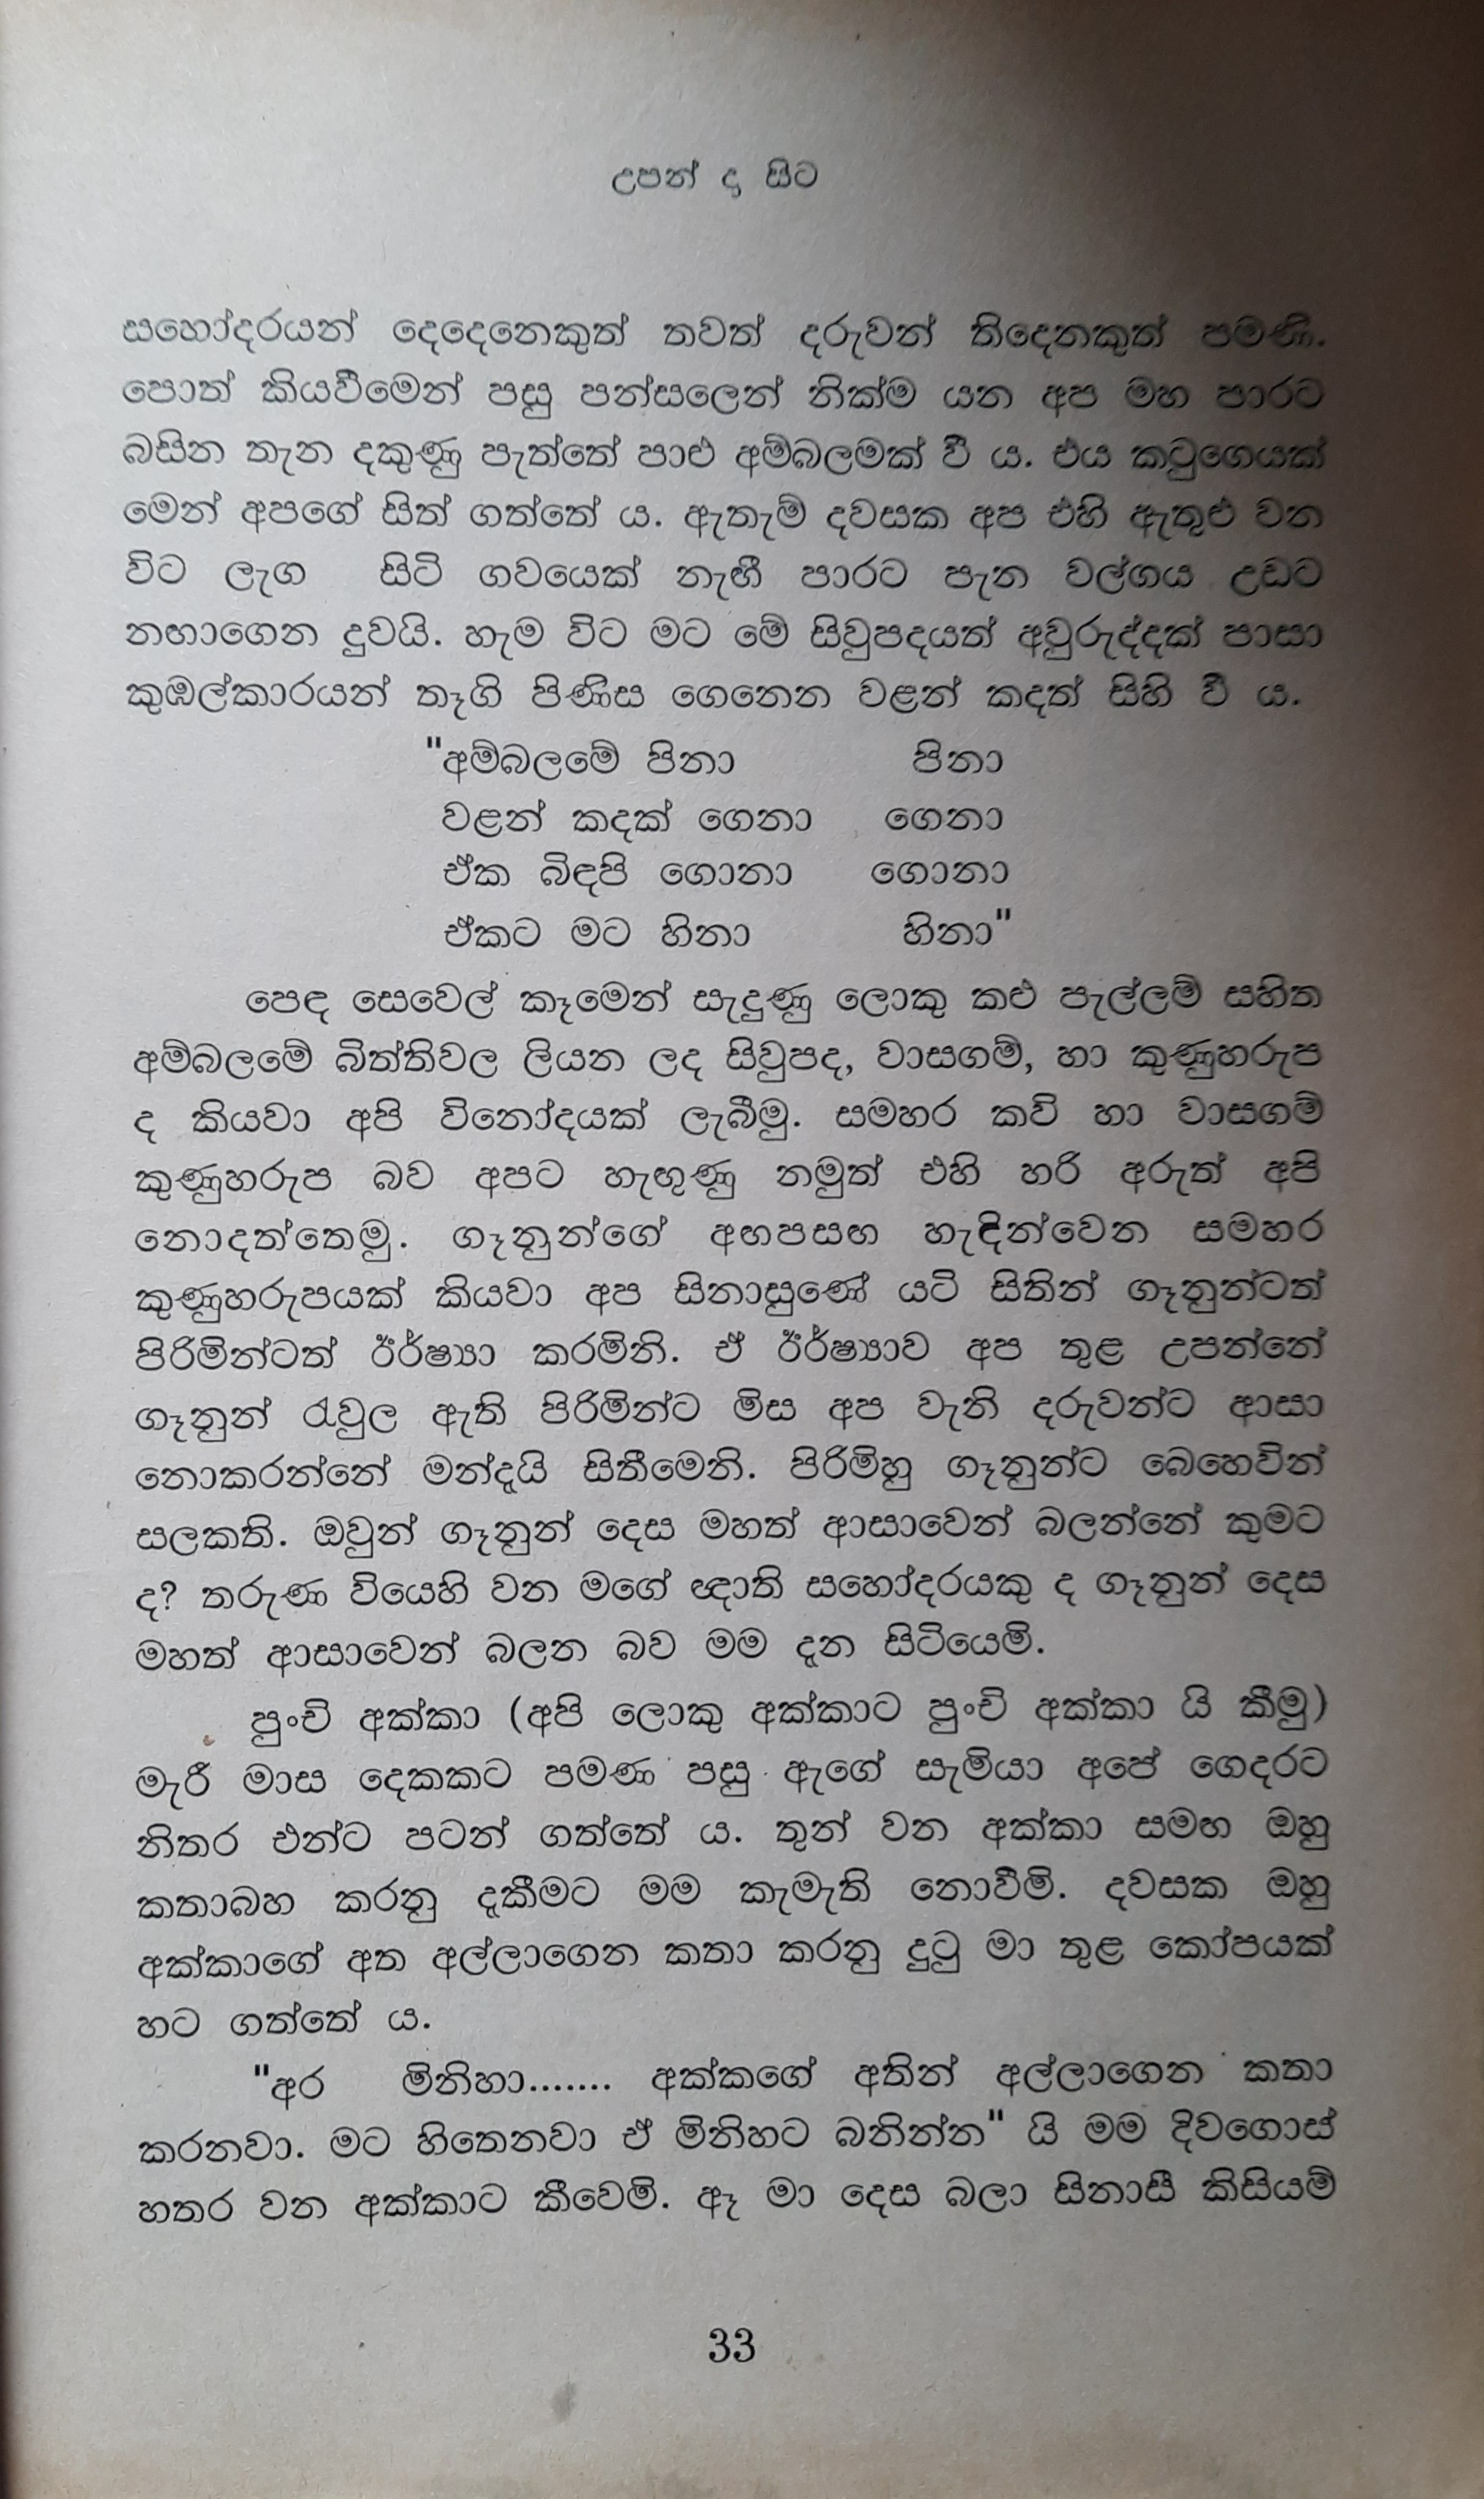 උපන් දා සිට
සහෝදරයන් දෙදෙනෙකුත් තවත් දරුවන් තිදෙනකුත් පමණි.
පොත් කියවීමෙන් පසු පන්සලෙන් නික්ම යන අප මහ පාරට
බසින තැන දකුණු පැත්තේ පාළු අම්බලමක් වී ය. එය කටුගෙයක්
මෙන් අපගේ සිත් ගත්තේ ය. ඇතැම් දවසක අප එහි ඇතුළු වන
විට ලැග සිටි ගවයෙක් නැඟී පාරට පැන වල්ගය උඩට
නඟාගෙන දුවයි. හැම විට මට මේ සිවුපදයත් අවුරුද්දක් පාසා
කුඹල්කාරයන් තෑගි පිණිස ගෙනෙන වළන් කදත් සිහි වී ය.
"අම්බලමේ පිනා පිනා
වළන් කදක් ගෙනා ගෙනා
ඒක බිඳපි ගොනා ගොනා
ඒකට මට හිනා හිනා"
පෙඳ සෙවෙල් කෑමෙන් සැදුණු ලොකු කළු පැල්ලම් සහිත
අම්බලමේ බිත්තිවල ලියන ලද සිවුපද, වාසගම්, හා කුණුහරුප
ද කියවා අපි විනෝදයක් ලැබීමු. සමහර කවි හා වාසගම්
කුණුහරුප බව අපට හැඟුණු නමුත් එහි හරි අරුත් අපි
නොදත්තෙමු. ගෑනුන්ගේ අඟපසඟ හැඳින්වෙන සමහර
කුණුහරුපයක් කියවා අප සිනාසුණේ යටි සිතින් ගෑනුන්ටත්
පිරිමින්ටත් ඊර්ෂ්‍යා කරමිනි. ඒ ඊර්ෂ්‍යාව අප තුළ උපන්නේ
ගෑනුන් රැවුල ඇති පිරිමින්ට මිස අප වැනි දරුවන්ට ආසා
නොකරන්නේ මන්දැයි සිතීමෙනි. පිරිමිහු ගෑනුන්ට බෙහෙවින්
සලකති. ඔවුන් ගෑනුන් දෙස මහත් ආසාවෙන් බලන්නේ කුමට
ද? තරුණ වියෙහි වන මගේ ඥාති සහෝදරයකු ද ගෑනුන් දෙස
මහත් ආසාවෙන් බලන බව මම දැන සිටියෙමි.
පුංචි අක්කා (අපි ලොකු අක්කාට පුංචි අක්කා යි කීමු)
මැරී මාස දෙකකට පමණ පසු ඇගේ සැමියා අපේ ගෙදරට
නිතර එන්ට පටන් ගත්තේ ය. තුන් වන අක්කා සමඟ ඔහු
කතාබහ කරනු දැකීමට මම කැමැති නොවීමි. දවසක ඔහු
අක්කාගේ අත අල්ලාගෙන කතා කරනු දුටු මා තුළ කෝපයක්
හට ගත්තේ ය.
"අර මිනිහා....... අක්කගේ අතින් අල්ලාගෙන කතා
කරනවා. මට හිතෙනවා ඒ මිනිහට බනින්න" යි මම දිවගොස්
හතර වන අක්කාට කීවෙමි. ඈ මා දෙස බලා සිනාසී කිසියම්
33